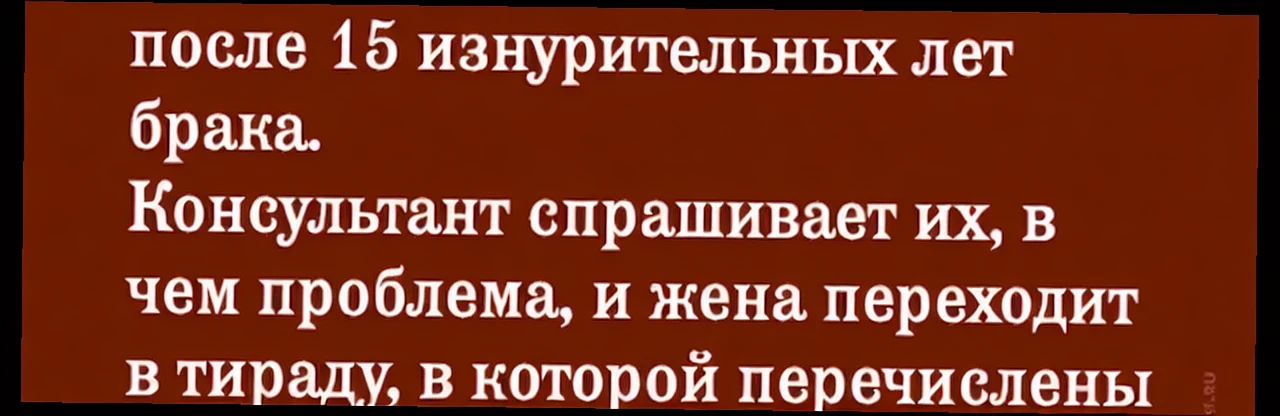 после 15 изнурительных лет
брака.
Консультант спрашивает их, в
чем проблема, и жена переходит
в тираду, в которой перечислены